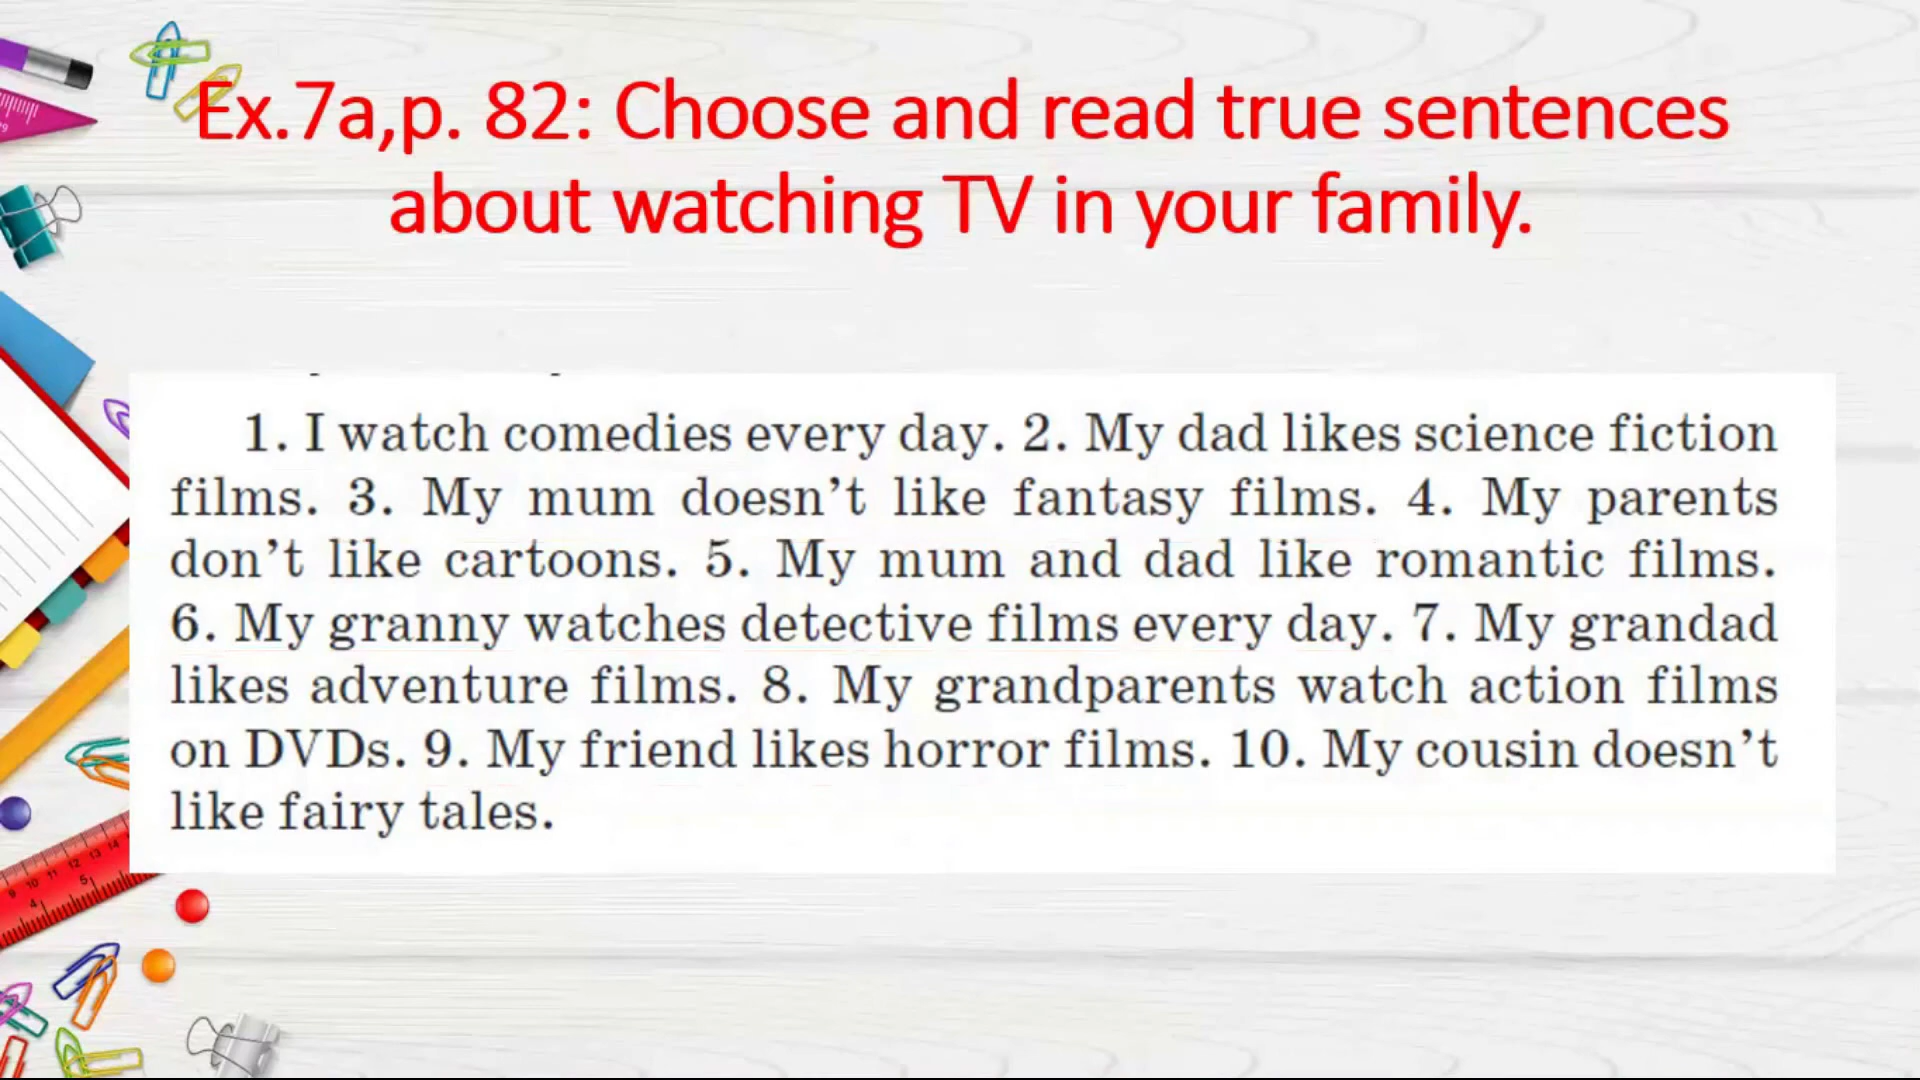 Ex.7a,p. 82: Choose and read true sentences
about watching TV in your family.
1. I watch comedies every day. 2. My dad likes science fiction
films. 3. My mum doesn’t like fantasy films. 4. My parents
don’t like cartoons. 5. My mum and dad like romantic films.
6. My granny watches detective films every day. 7. My grandad
likes adventure films. 8. My grandparents watch action films
on DVDs. 9. My friend likes horror films. 10. My cousin doesn’t
like fairy tales.